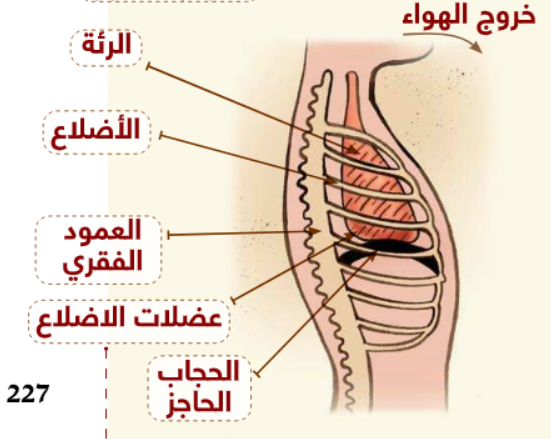 خروج الهواء
الرئة
الأضلاع
العمود
الفقري
عضلات الاضلاع
الحجاب
الحاجز
227